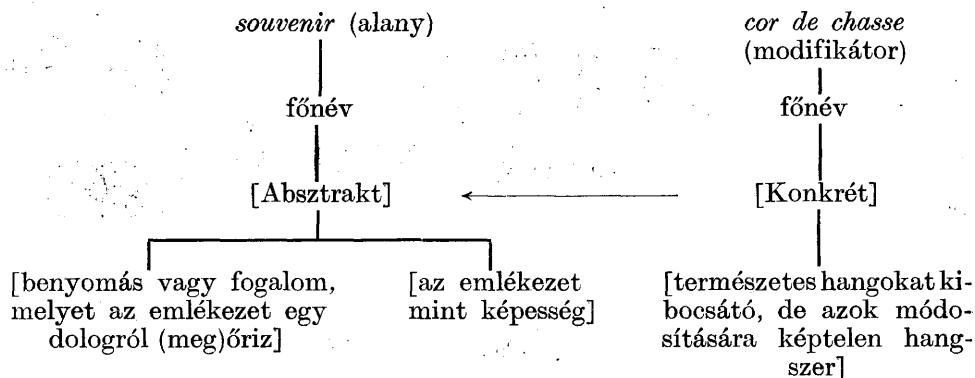 souvenir (alany)
főnév
[Absztrakt]
[benyomás vagy fogalom,
melyet az emlékezet egy
dologról (meg)őriz]
[az emlékezet
mint képesség]
cor de chasse
(modifikátor)
főnév
[Konkrét]
[természetes hangokat ki-
bocsátó, de azok módo-
sítására képtelen hang-
szer]